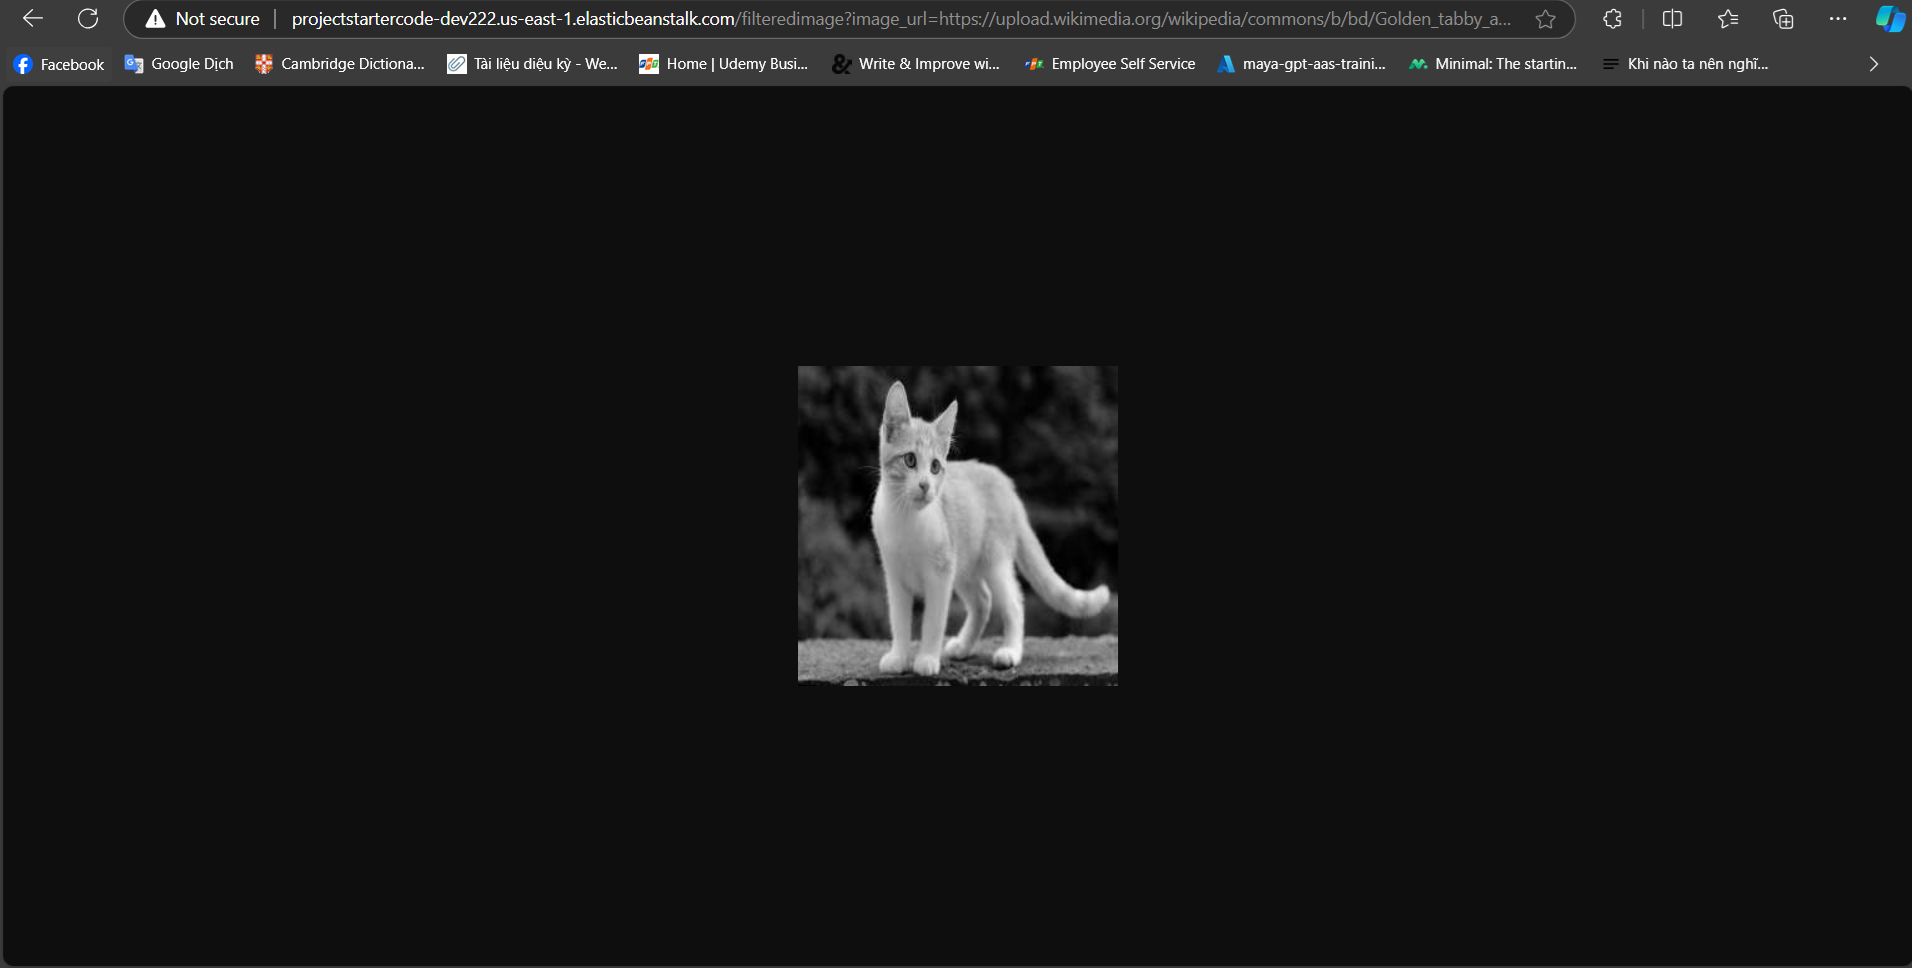 Not secure projectstartercode-dev222.us-east-1.elasticbeanstalk.com/filteredimage?image_url=https://upload.wikimedia.org/wikipedia/commons/b/bd/Golden_tabby_a...
Facebook Google Dịch Cambridge Dictiona... Tài liệu diệu kỳ - We... Home | Udemy Busi... Write & Improve wi... Employee Self Service maya-gpt-aas-traini... Minimal: The startin... Khi nào ta nên nghĩ...